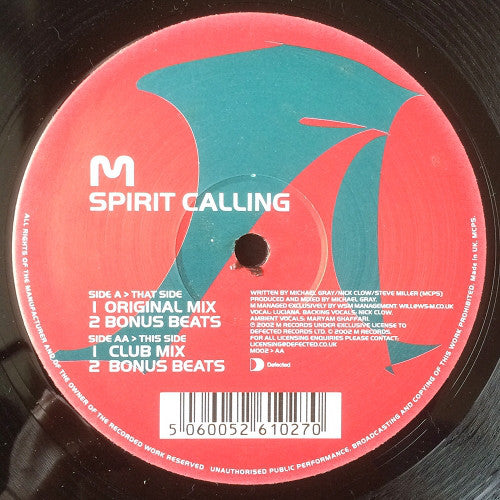 M
SPIRIT CALLING
SIDE A > THAT SIDE
1 ORIGINAL MIX
2 BONUS BEATS
SIDE AA > THIS SIDE
1 CLUB MIX
2 BONUS BEATS
WRITTEN BY MICHAEL GRAY/NICK CLOW/STEVE MILLER (MCPS)
PRODUCED AND MIXED BY MICHAEL GRAY.
M MANAGED EXCLUSIVELY BY WSM MANAGEMENT: WILL@WS-M.CO.UK
VOCAL: LUCIANA. BACKING VOCALS: NICK CLOW.
AMBIENT VOCALS: MARYAM GHAFFARI.
℗ 2002 M RECORDS UNDER EXCLUSIVE LICENSE TO
DEFECTED RECORDS LTD. © 2002 M RECORDS.
FOR ALL LICENSING ENQUIRIES PLEASE CONTACT:
LICENSING@DEFECTED.CO.UK
M002 > AA
Defected
5 060052 610270
ALL RIGHTS OF THE MANUFACTURER AND OF THE OWNER OF THE RECORDED WORK RESERVED. UNAUTHORISED PUBLIC PERFORMANCE, BROADCASTING AND COPYING OF THIS WORK PROHIBITED. Made in UK. MCPS.